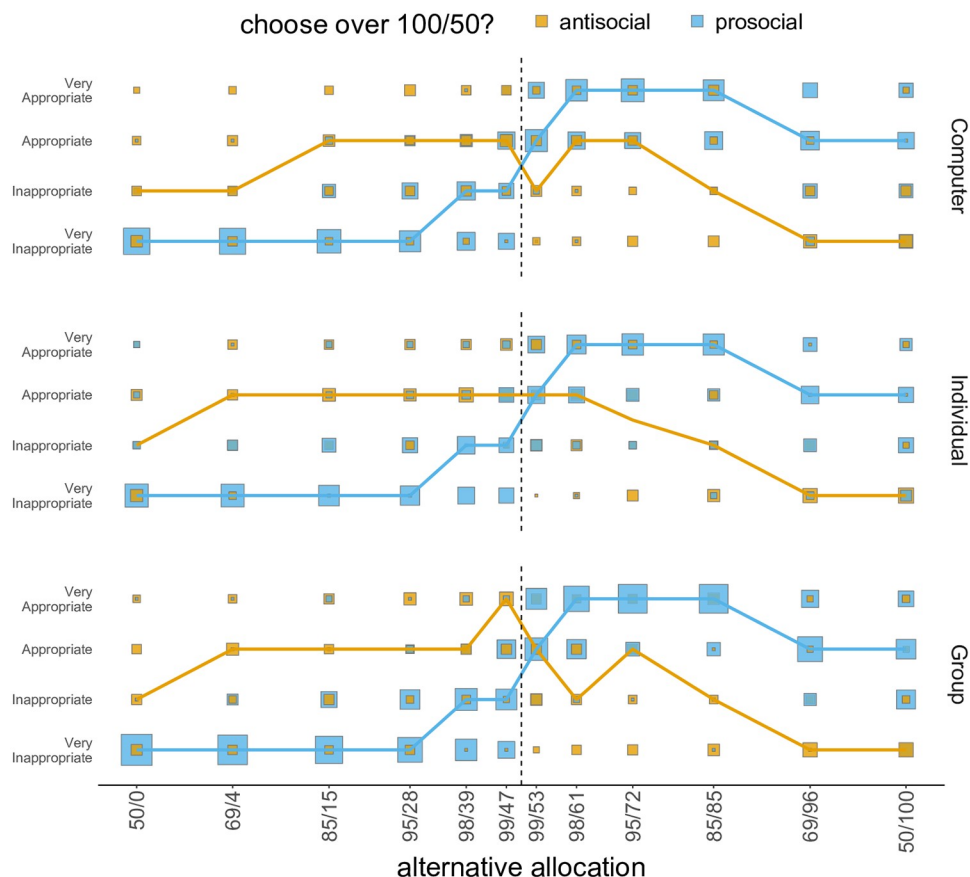 choose over 100/50? antisocial prosocial
Very
Appropriate
Appropriate
Inappropriate
Very
Inappropriate
Computer
Very
Appropriate
Appropriate
Inappropriate
Very
Inappropriate
Individual
Very
Appropriate
Appropriate
Inappropriate
Very
Inappropriate
Group
50/0 69/4 85/15 95/28 98/39 99/47 99/53 98/61 95/72 85/85 69/96 50/100
alternative allocation